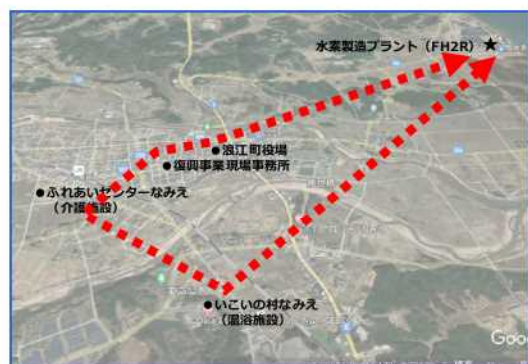 水素製造プラント（FH2R）★
●浪江町役場
●復興事業現場事務所
●ふれあいセンターなみえ
（介護施設）
●いこいの村なみえ
（温浴施設）
Goo